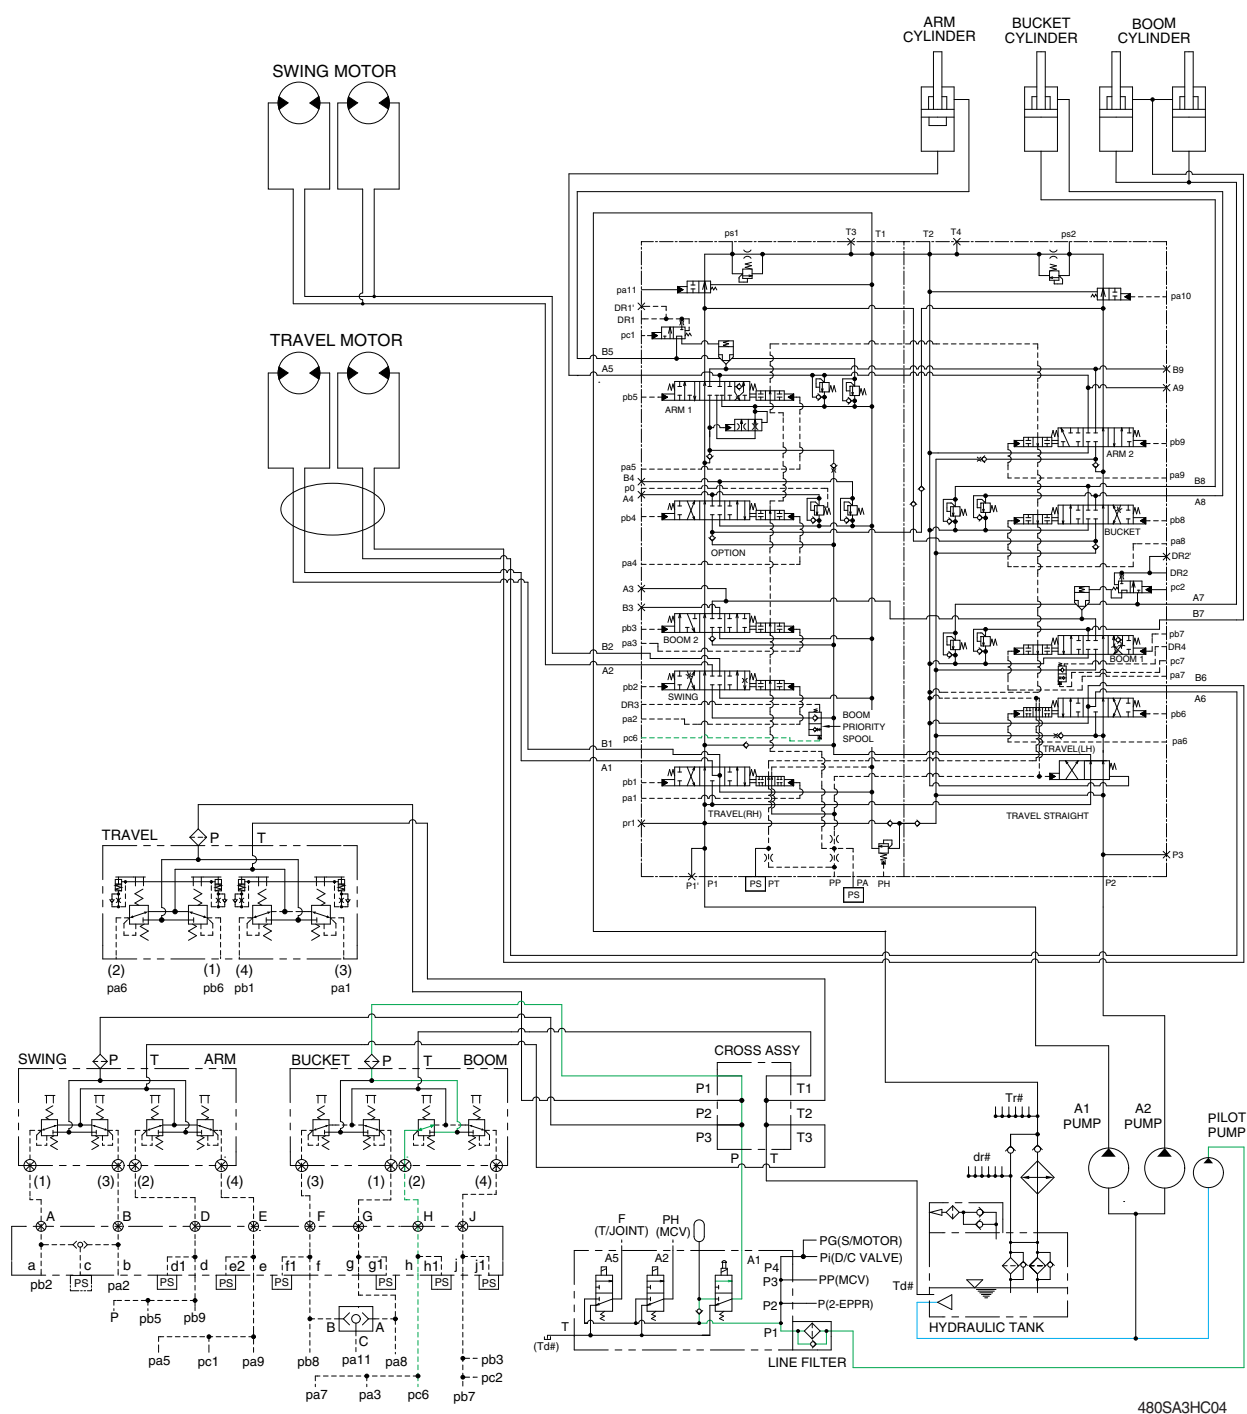 ARM
CYLINDER
BUCKET
CYLINDER
BOOM
CYLINDER
SWING MOTOR
TRAVEL MOTOR
ps1
T3
T1
T2
T4
ps2
pa11
pa10
DR1'
DR1
pc1
B5
A5
B9
A9
pb5
ARM 1
ARM 2
pb9
pa5
pa9
B4
B8
p0
A4
A8
pb4
pb8
OPTION
BUCKET
pa8
DR2'
pa4
DR2
A3
pc2
B3
A7
B7
pb3
BOOM 2
pa3
pb7
DR4
BOOM 1
pc7
B2
pa7
A2
B6
pb2
SWING
A6
DR3
pa2
BOOM
PRIORITY
SPOOL
pb6
pc6
pa6
B1
TRAVEL(LH)
A1
pb1
pa1
TRAVEL(RH)
TRAVEL STRAIGHT
pr1
P3
P1'
P1
PS
PT
PP
PA
PS
PH
P2
TRAVEL
P
T
(2)
(1)
(4)
(3)
pa6
pb6
pb1
pa1
SWING
P
T
ARM
BUCKET
P
T
BOOM
CROSS ASSY
P1
T1
P2
T2
P3
T3
P
T
(1)
(3)
(2)
(4)
(3)
(1)
(2)
(4)
Tr#
dr#
A1
PUMP
A2
PUMP
PILOT
PUMP
A
B
D
E
F
G
H
J
a
c
b
d1
d
e2
e
f1
f
g
g1
h
h1
j
j1
pb2
PS
pa2
PS
PS
PS
PS
PS
PS
P
pb5
pb9
pa5
pc1
pa9
B
A
C
pb8
pa11
pa8
pa7
pa3
pc6
pb3
pc2
pb7
F
(T/JOINT)
PH
(MCV)
A5
A2
A1
PG(S/MOTOR)
Pi(D/C VALVE)
P4
P3
PP(MCV)
P2
P(2-EPPR)
P1
T
(Td#)
LINE FILTER
Td#
HYDRAULIC TANK
480SA3HC04